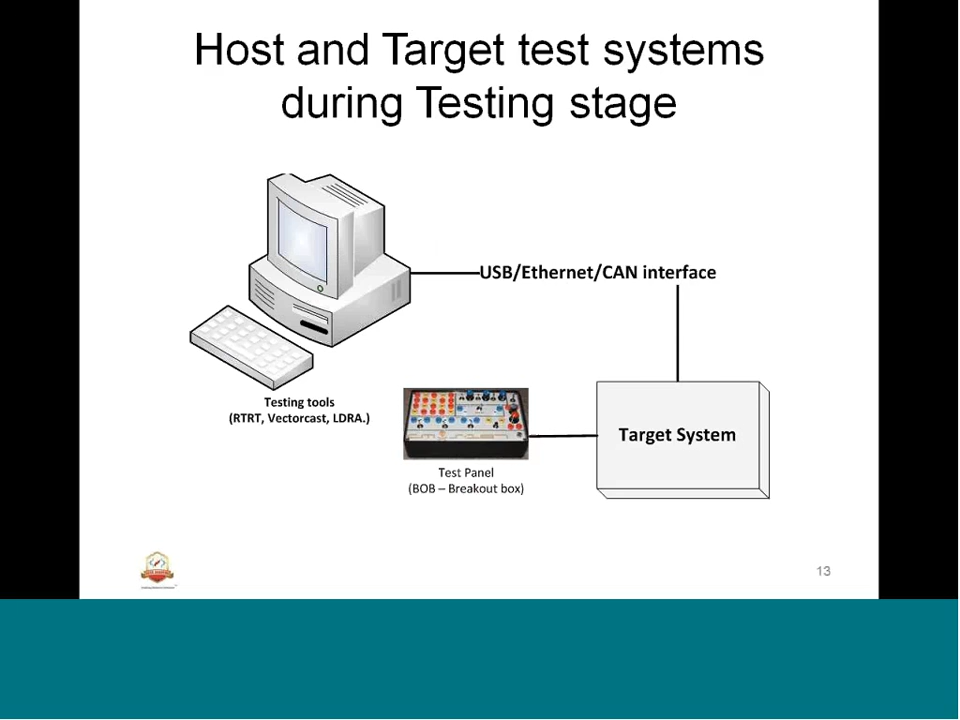 Host and Target test systems
during Testing stage
USB/Ethernet/CAN interface
Testing tools
(RTRT, Vectorcast, LDRA.)
Target System
Test Panel
(BOB – Breakout box)
13